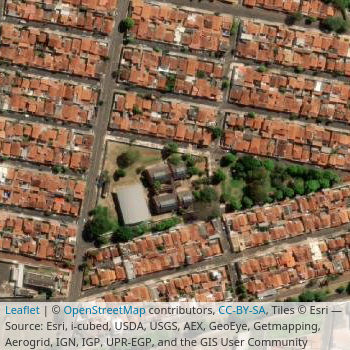 Leaflet | © OpenStreetMap contributors, CC-BY-SA, Tiles © Esri —
Source: Esri, i-cubed, USDA, USGS, AEX, GeoEye, Getmapping,
Aerogrid, IGN, IGP, UPR-EGP, and the GIS User Community